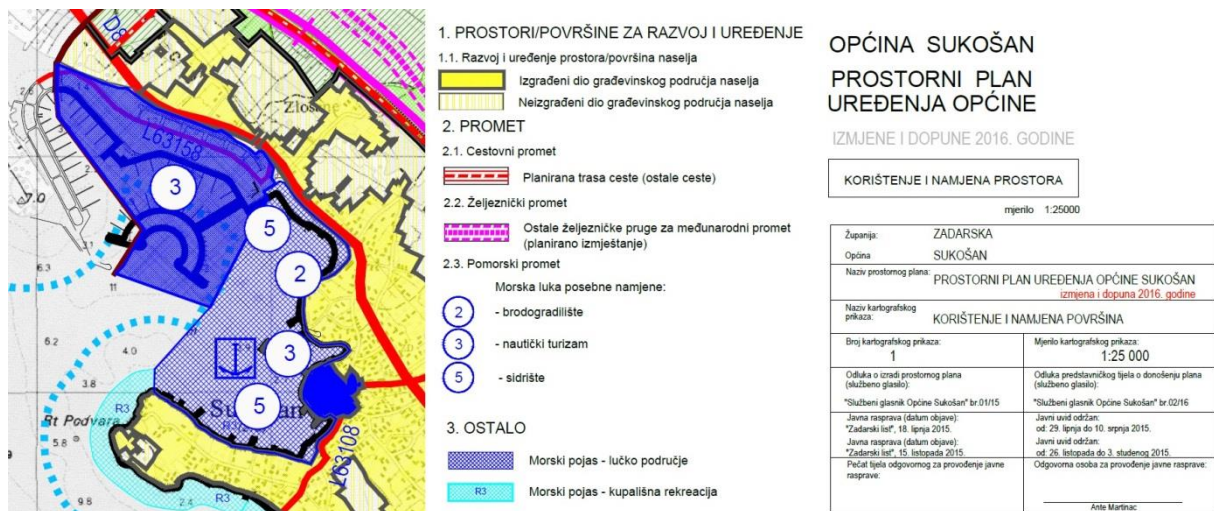 D8
L63158
Zlošane
7.0
6.3
11
3
5
2
5.2
4.0
3
3.8
R3
Rt Podvara
5.8
5
Sukošan
R3
L63108
9.8
2.4
R3
1. PROSTORI/POVRŠINE ZA RAZVOJ I UREĐENJE
1.1. Razvoj i uređenje prostora/površina naselja
Izgrađeni dio građevinskog područja naselja
Neizgrađeni dio građevinskog područja naselja
2. PROMET
2.1. Cestovni promet
Planirana trasa ceste (ostale ceste)
2.2. Željeznički promet
Ostale željezničke pruge za međunarodni promet
(planirano izmještanje)
2.3. Pomorski promet
Morska luka posebne namjene:
2 - brodogradilište
3 - nautički turizam
5 - sidrište
3. OSTALO
Morski pojas - lučko područje
R3 Morski pojas - kupališna rekreacija
OPĆINA SUKOŠAN
PROSTORNI PLAN
UREĐENJA OPĆINE
IZMJENE I DOPUNE 2016. GODINE
KORIŠTENJE I NAMJENA PROSTORA
mjerilo 1:25000
Županija: ZADARSKA
Općina SUKOŠAN
Naziv prostornog plana: PROSTORNI PLAN UREĐENJA OPĆINE SUKOŠAN
izmjena i dopuna 2016. godine
Naziv kartografskog
prikaza: KORIŠTENJE I NAMJENA POVRŠINA
Broj kartografskog prikaza: Mjerilo kartografskog prikaza:
1 1:25 000
Odluka o izradi prostornog plana
(službeno glasilo):
"Službeni glasnik Općine Sukošan" br.01/15
Odluka predstavničkog tijela o donošenju plana
(službeno glasilo):
"Službeni glasnik Općine Sukošan" br.02/16
Javna rasprava (datum objave):
"Zadarski list", 18. lipnja 2015.
Javna rasprava (datum objave):
"Zadarski list", 15. listopada 2015.
Javni uvid održan:
od: 29. lipnja do 10. srpnja 2015.
Javni uvid održan:
od: 26. listopada do 3. studenog 2015.
Pečat tijela odgovornog za provođenje javne
rasprave:
Odgovorna osoba za provođenje javne rasprave:
Ante Martinac